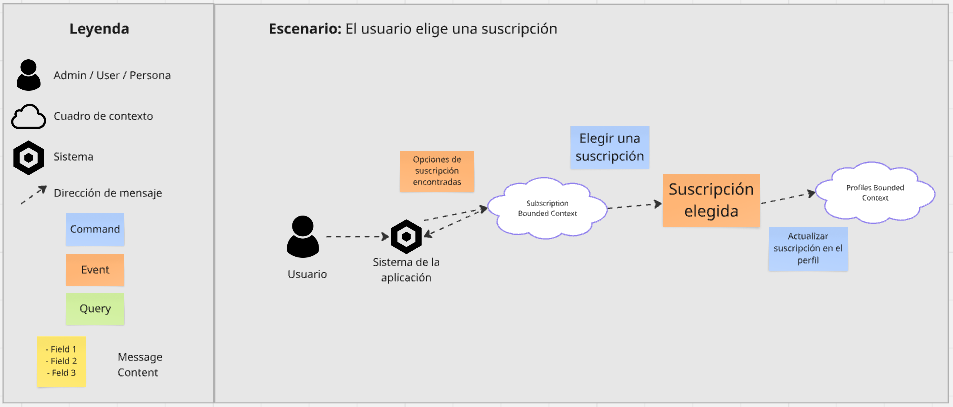 Leyenda
Admin / User / Persona
Cuadro de contexto
Sistema
Dirección de mensaje
Command
Event
Query
- Field 1
- Field 2
- Feld 3
Message
Content
Escenario: El usuario elige una suscripción
Usuario
Sistema de la
aplicación
Opciones de
suscripción
encontradas
Subscription
Bounded Context
Elegir una
suscripción
Suscripción
elegida
Actualizar
suscripción en el
perfil
Profiles Bounded
Context